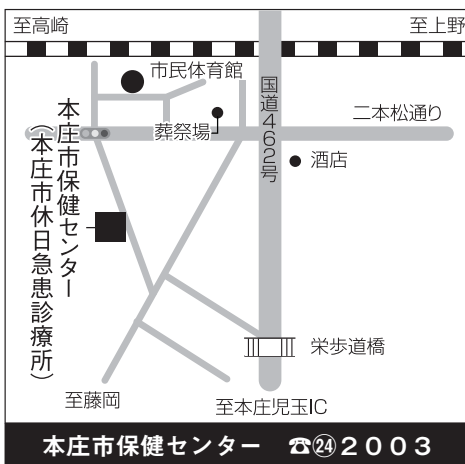 至高崎
至上野
市民体育館
国道462号
二本松通り
葬祭場
酒店
本庄市保健センター
（本庄市休日急患診療所）
栄歩道橋
至藤岡
至本庄児玉IC
本庄市保健センター ☎㉔2003